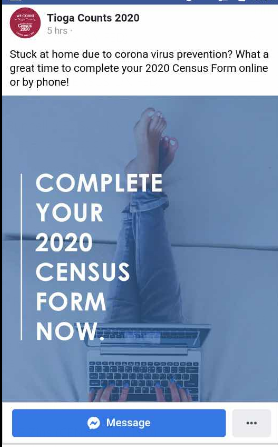 Tioga Counts 2020
5 hrs ·
Stuck at home due to corona virus prevention? What a
great time to complete your 2020 Census Form online
or by phone!
COMPLETE
YOUR
2020
CENSUS
FORM
NOW.
Message